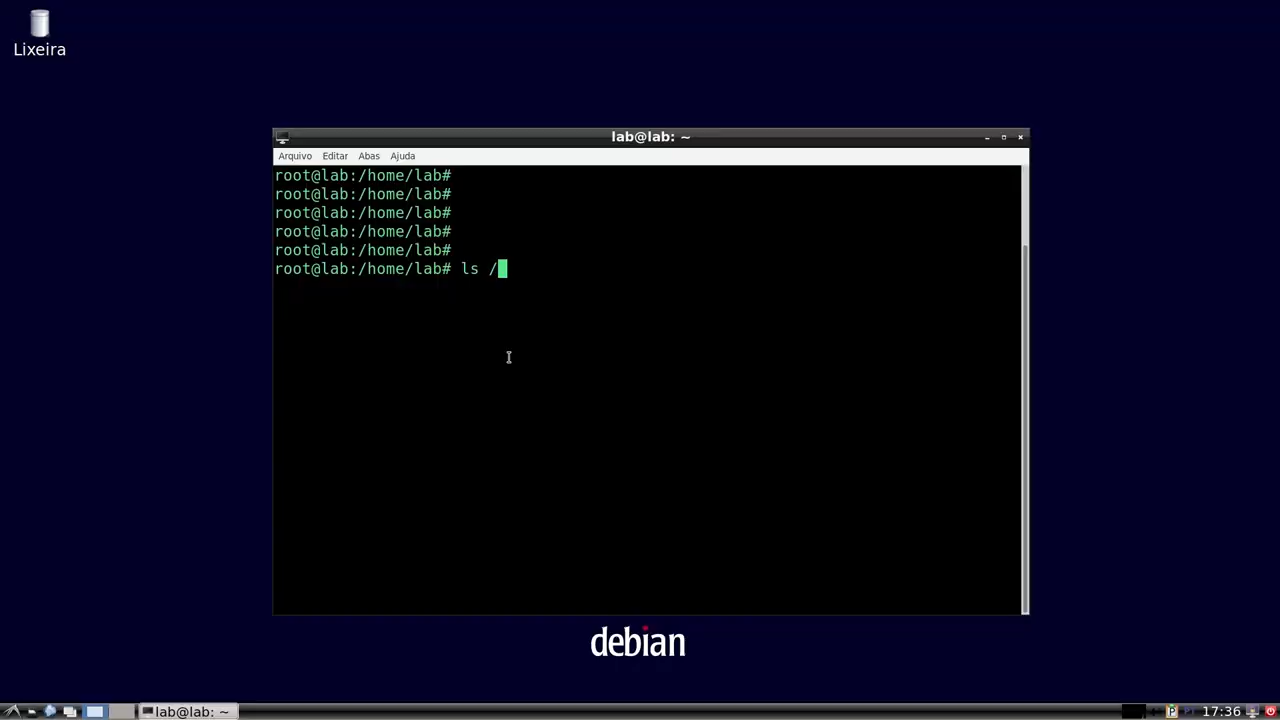 Lixeira
lab@lab: ~
Arquivo Editar Abas Ajuda
root@lab:/home/lab#
root@lab:/home/lab#
root@lab:/home/lab#
root@lab:/home/lab#
root@lab:/home/lab#
root@lab:/home/lab# ls /
debian
lab@lab: ~
17:36